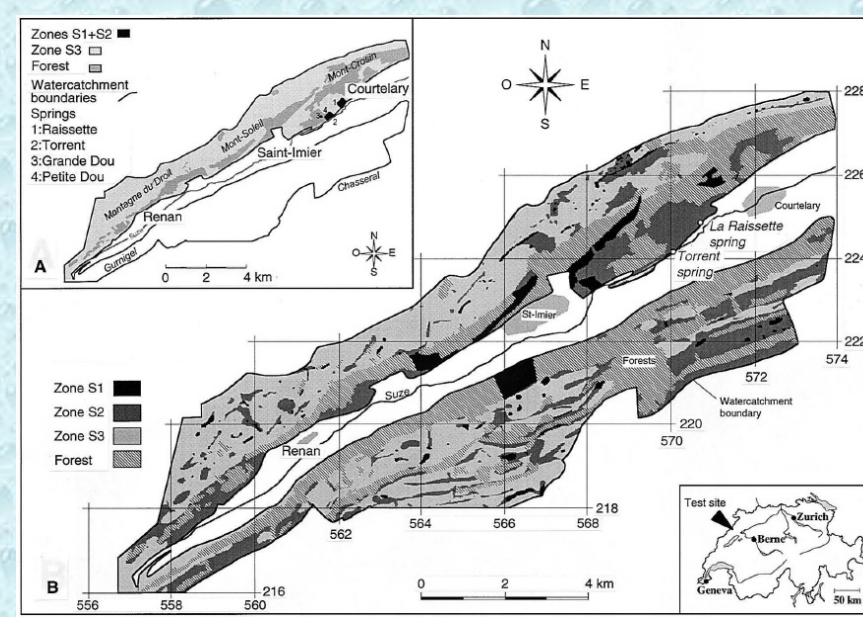 Zones S1+S2
Zone S3
Forest
Watercatchment
boundaries
Springs
1:Raissette
2:Torrent
3:Grande Dou
4:Petite Dou
Mont-Crosin
Courtelary
1
3 4
2
Mont-Soleil
Saint-Imier
Montagne du Droit
Chasseral
Renan
Suze
Gurnigel
A
A
0 2 4 km
N
O E
S
N
O E
S
228
226
Courtelary
La Raissette
spring
Torrent
spring
224
St-Imier
222
574
Forests
572
Zone S1
Zone S2
Zone S3
Forest
Suze
Watercatchment
boundary
220
570
Renan
218
562 564 566 568
B
216
556 558 560
0 2 4 km
Test site
Zurich
Berne
Geneva
50 km